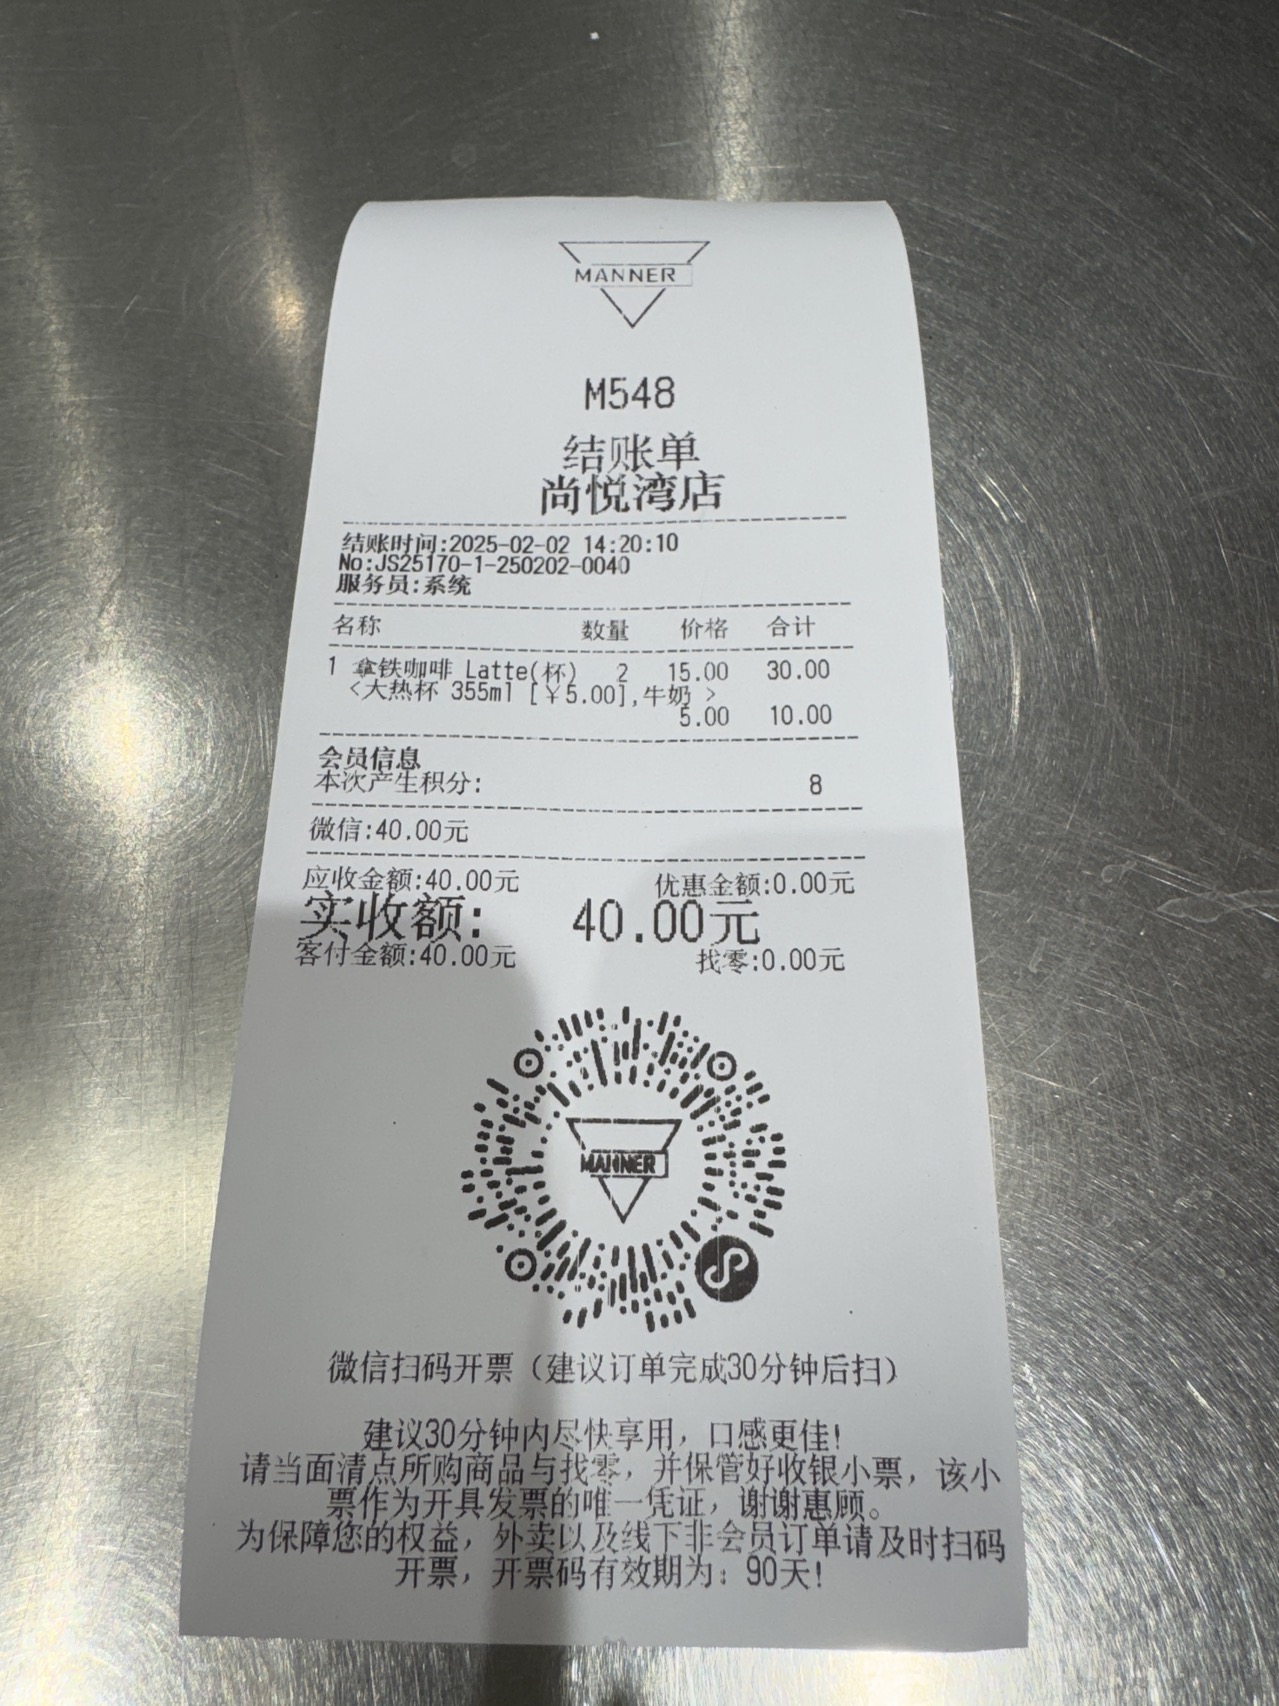 MANNER
M548
结账单
尚悦湾店
结账时间:2025-02-02 14:20:10
No:JS25170-1-250202-0040
服务员:系统
名称 数量 价格 合计
1 拿铁咖啡 Latte(杯) 2 15.00 30.00
<大热杯 355ml [￥5.00],牛奶 >
5.00 10.00
会员信息
本次产生积分: 8
微信:40.00元
应收金额:40.00元 优惠金额:0.00元
实收额: 40.00元
客付金额:40.00元 找零:0.00元
MANNER
微信扫码开票（建议订单完成30分钟后扫）
建议30分钟内尽快享用，口感更佳!
请当面清点所购商品与找零，并保管好收银小票，该小
票作为开具发票的唯一凭证，谢谢惠顾。
为保障您的权益，外卖以及线下非会员订单请及时扫码
开票，开票码有效期为：90天!